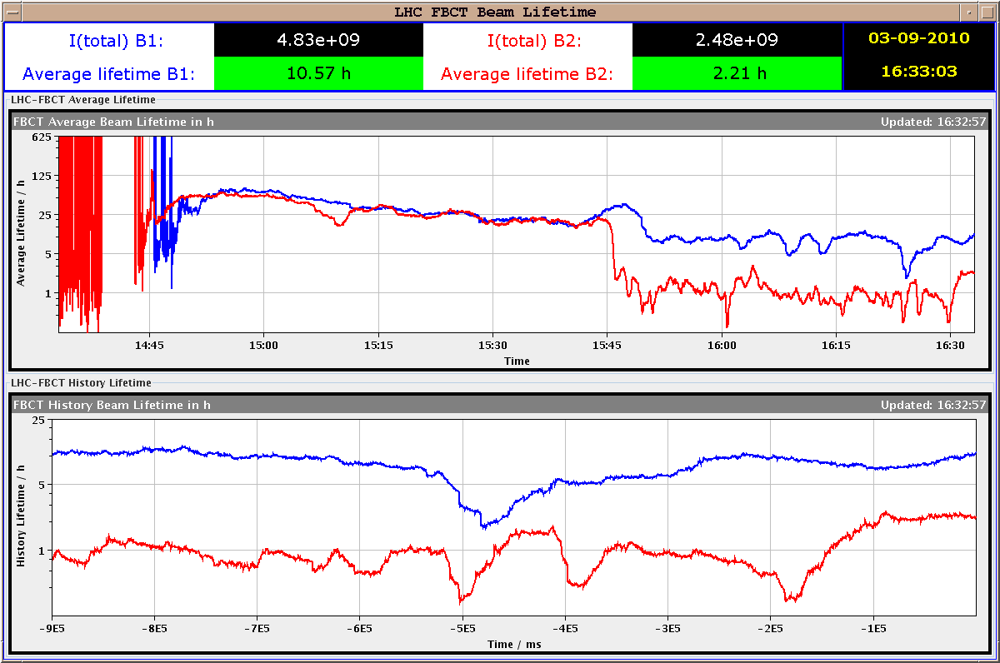 LHC FBCT Beam Lifetime
I(total) B1: 4.83e+09 I(total) B2: 2.48e+09 03-09-2010
Average lifetime B1: 10.57 h Average lifetime B2: 2.21 h 16:33:03
LHC-FBCT Average Lifetime
FBCT Average Beam Lifetime in h Updated: 16:32:57
625
125
25
5
1
Average Lifetime / h
14:45 15:00 15:15 15:30 15:45 16:00 16:15 16:30
Time
LHC-FBCT History Lifetime
FBCT History Beam Lifetime in h Updated: 16:32:57
25
5
1
History Lifetime / h
-9E5 -8E5 -7E5 -6E5 -5E5 -4E5 -3E5 -2E5 -1E5
Time / ms